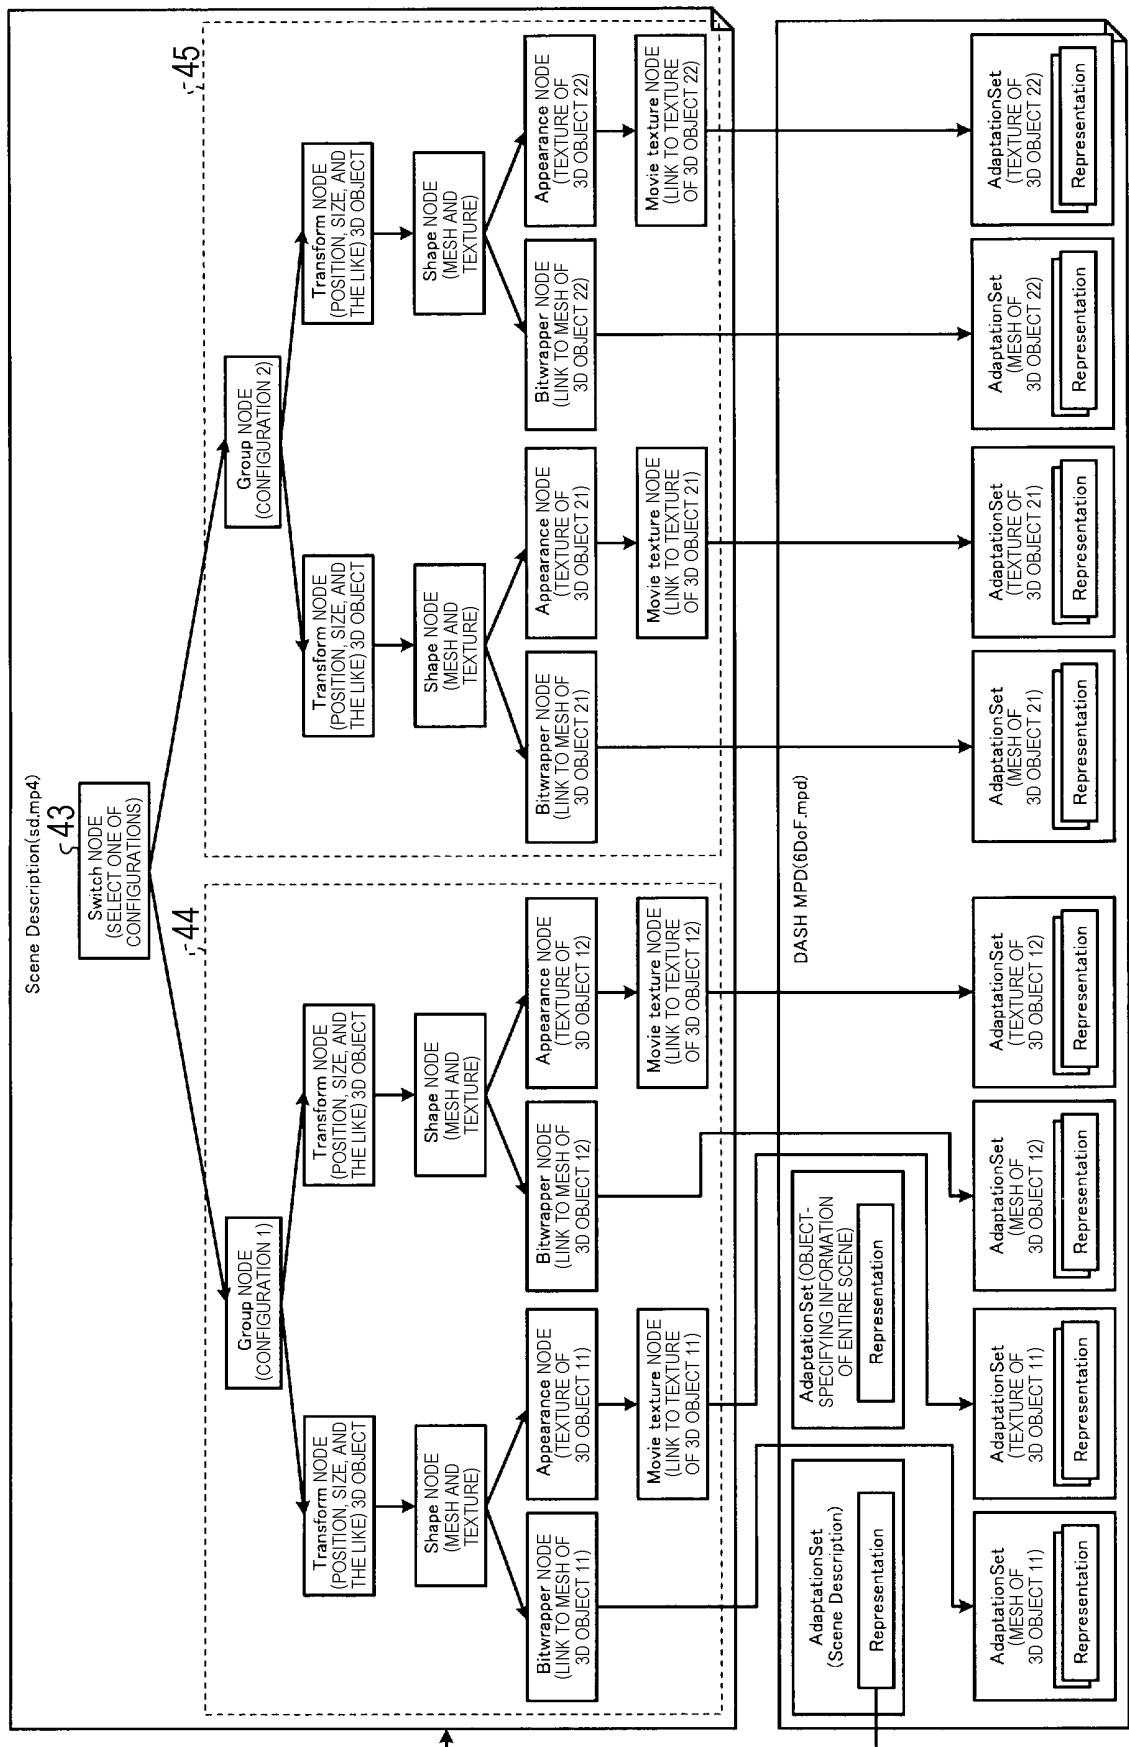 Scene Description(sd.mp4)
43
Switch NODE
(SELECT ONE OF
CONFIGURATIONS)
44
Group NODE
(CONFIGURATION 1)
Transform NODE
(POSITION, SIZE, AND
THE LIKE) 3D OBJECT
Shape NODE
(MESH AND
TEXTURE)
Bitwrapper NODE
(LINK TO MESH OF
3D OBJECT 11)
Appearance NODE
(TEXTURE OF
3D OBJECT 11)
Movie texture NODE
(LINK TO TEXTURE
OF 3D OBJECT 11)
Transform NODE
(POSITION, SIZE, AND
THE LIKE) 3D OBJECT
Shape NODE
(MESH AND
TEXTURE)
Bitwrapper NODE
(LINK TO MESH OF
3D OBJECT 12)
Appearance NODE
(TEXTURE OF
3D OBJECT 12)
Movie texture NODE
(LINK TO TEXTURE
OF 3D OBJECT 12)
45
Group NODE
(CONFIGURATION 2)
Transform NODE
(POSITION, SIZE, AND
THE LIKE) 3D OBJECT
Shape NODE
(MESH AND
TEXTURE)
Bitwrapper NODE
(LINK TO MESH OF
3D OBJECT 21)
Appearance NODE
(TEXTURE OF
3D OBJECT 21)
Movie texture NODE
(LINK TO TEXTURE
OF 3D OBJECT 21)
Transform NODE
(POSITION, SIZE, AND
THE LIKE) 3D OBJECT
Shape NODE
(MESH AND
TEXTURE)
Bitwrapper NODE
(LINK TO MESH OF
3D OBJECT 22)
Appearance NODE
(TEXTURE OF
3D OBJECT 22)
Movie texture NODE
(LINK TO TEXTURE
OF 3D OBJECT 22)
DASH MPD(6DoF.mpd)
AdaptationSet
(Scene Description)
Representation
AdaptationSet (OBJECT-
SPECIFYING INFORMATION
OF ENTIRE SCENE)
Representation
AdaptationSet
(MESH OF
3D OBJECT 11)
Representation
AdaptationSet
(TEXTURE OF
3D OBJECT 11)
Representation
AdaptationSet
(MESH OF
3D OBJECT 12)
Representation
AdaptationSet
(TEXTURE OF
3D OBJECT 12)
Representation
AdaptationSet
(MESH OF
3D OBJECT 21)
Representation
AdaptationSet
(TEXTURE OF
3D OBJECT 21)
Representation
AdaptationSet
(MESH OF
3D OBJECT 22)
Representation
AdaptationSet
(TEXTURE OF
3D OBJECT 22)
Representation